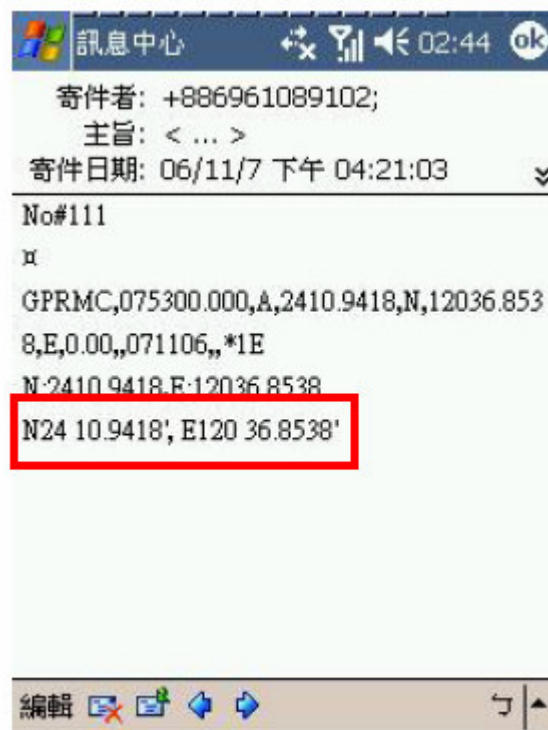 訊息中心 02:44 ok
寄件者: +886961089102;
主旨: < ... >
寄件日期: 06/11/7 下午 04:21:03
No#111
¤
GPRMC,075300.000,A,2410.9418,N,12036.853
8,E,0.00,,071106,,*1E
N:2410.9418,E:12036.8538
N24 10.9418', E120 36.8538'
編輯 ㄅ